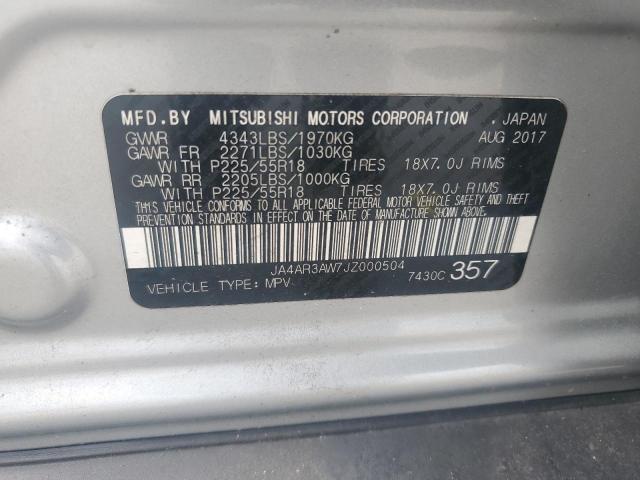 MFD.BY MITSUBISHI MOTORS CORPORATION . JAPAN
GVWR 4343LBS/1970KG AUG 2017
GAWR FR 2271LBS/1030KG
WITH P225/55R18 TIRES 18X7.0J RIMS
GAWR RR 2205LBS/1000KG
WITH P225/55R18 TIRES 18X7.0J RIMS
THIS VEHICLE CONFORMS TO ALL APPLICABLE FEDERAL MOTOR VEHICLE SAFETY AND THEFT
PREVENTION STANDARDS IN EFFECT ON THE DATE OF MANUFACTURE SHOWN ABOVE.
JA4AR3AW7JZ000504
VEHICLE TYPE: MPV 7430C 357